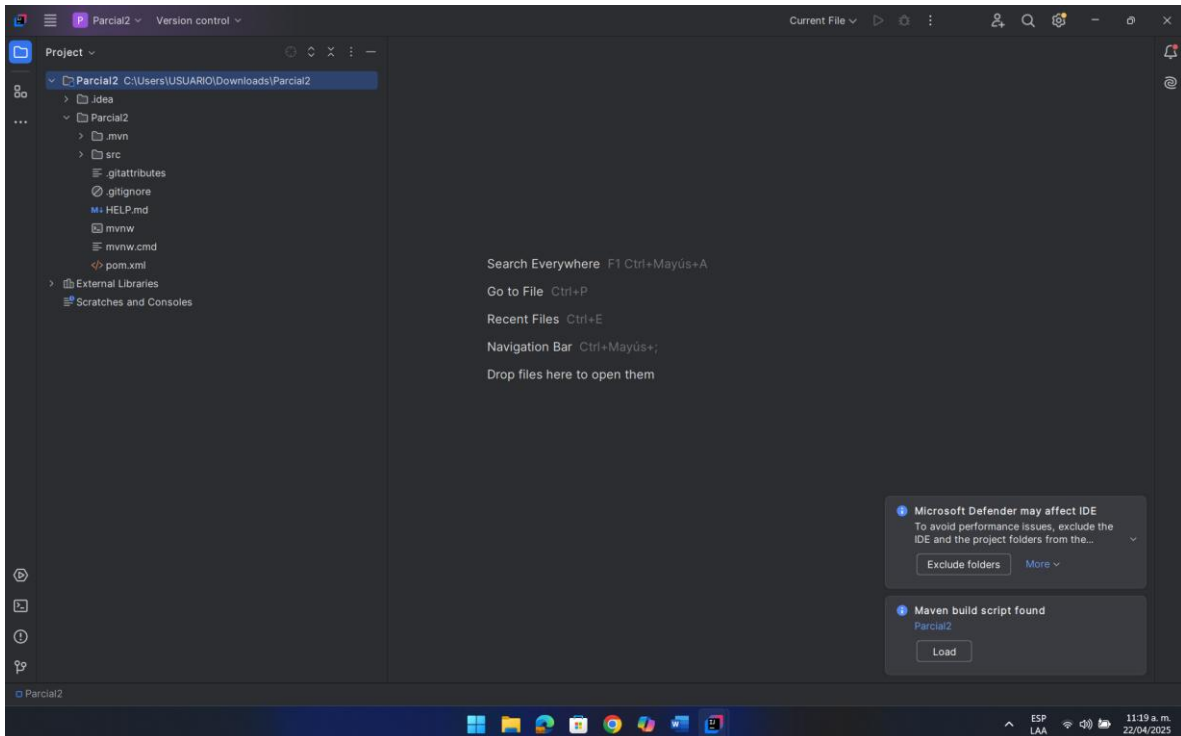 P Parcial2 Version control Current File
Project
Parcial2 C:\Users\USUARIO\Downloads\Parcial2
.idea
Parcial2
.mvn
src
.gitattributes
.gitignore
M↓ HELP.md
mvnw
mvnw.cmd
</> pom.xml
External Libraries
Scratches and Consoles
Search Everywhere F1 Ctrl+Mayús+A
Go to File Ctrl+P
Recent Files Ctrl+E
Navigation Bar Ctrl+Mayús+;
Drop files here to open them
Microsoft Defender may affect IDE
To avoid performance issues, exclude the
IDE and the project folders from the...
Exclude folders More
Maven build script found
Parcial2
Load
Parcial2
ESP
LAA
11:19 a. m.
22/04/2025